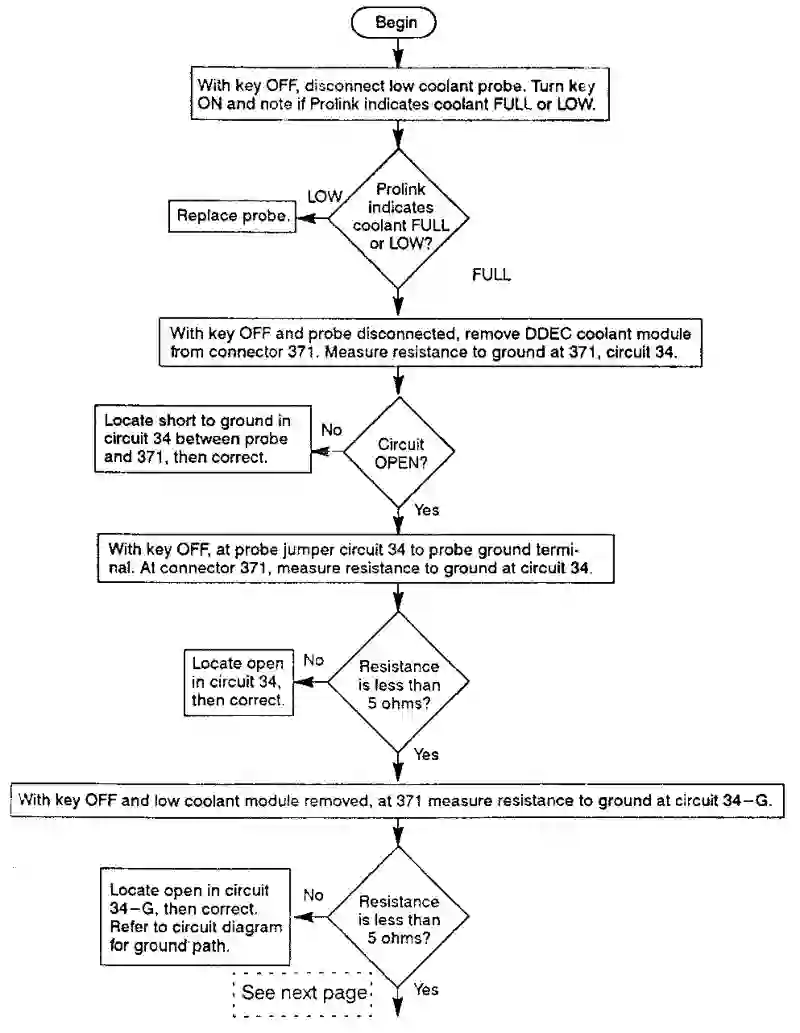 Begin
With key OFF, disconnect low coolant probe. Turn key
ON and note if Prolink indicates coolant FULL or LOW.
LOW
Replace probe.
Prolink
indicates
coolant FULL
or LOW?
FULL
With key OFF and probe disconnected, remove DDEC coolant module
from connector 371. Measure resistance to ground at 371, circuit 34.
Locate short to ground in
circuit 34 between probe
and 371, then correct.
No
Circuit
OPEN?
Yes
With key OFF, at probe jumper circuit 34 to probe ground termi-
nal. At connector 371, measure resistance to ground at circuit 34.
Locate open
in circuit 34,
then correct.
No
Resistance
is less than
5 ohms?
Yes
With key OFF and low coolant module removed, at 371 measure resistance to ground at circuit 34–G.
Locate open in circuit
34–G, then correct.
Refer to circuit diagram
for ground path.
No
Resistance
is less than
5 ohms?
Yes
See next page